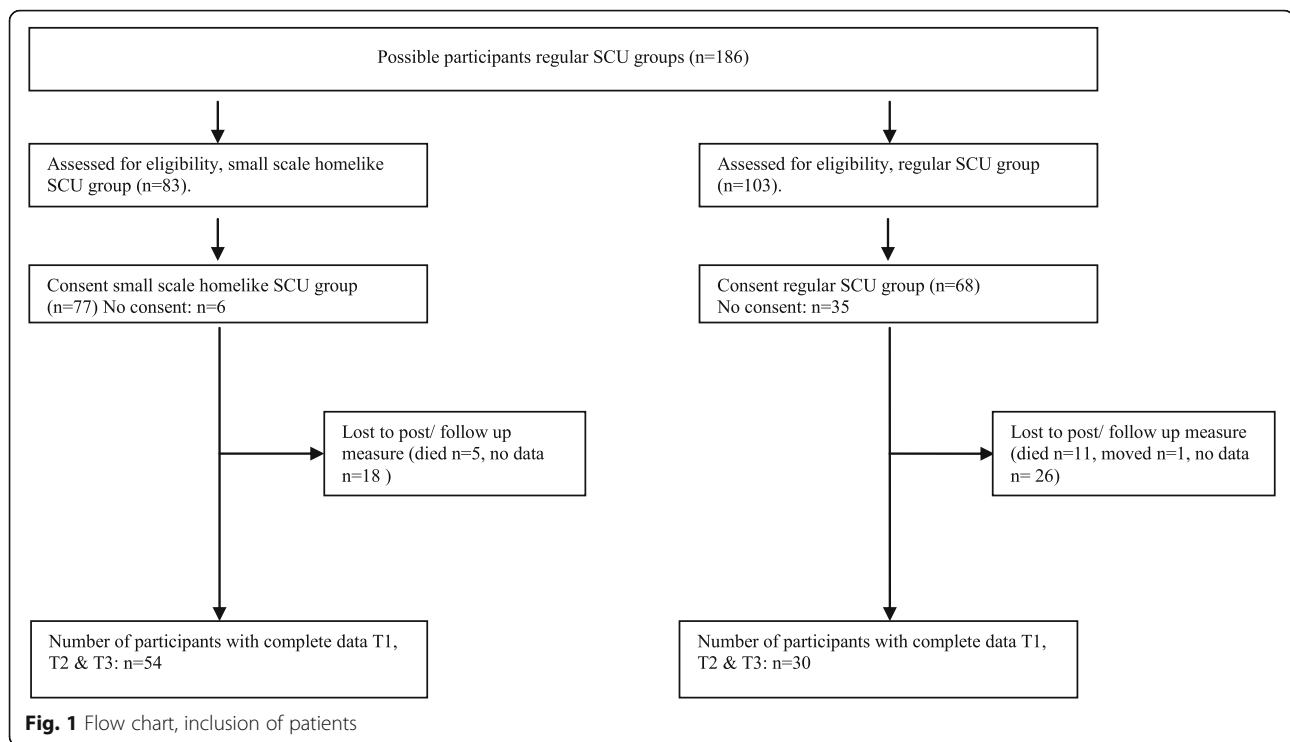 Possible participants regular SCU groups (n=186)
Assessed for eligibility, small scale homelike
SCU group (n=83).
Assessed for eligibility, regular SCU group
(n=103).
Consent small scale homelike SCU group
(n=77) No consent: n=6
Consent regular SCU group (n=68)
No consent: n=35
Lost to post/ follow up
measure (died n=5, no data
n=18 )
Lost to post/ follow up measure
(died n=11, moved n=1, no data
n= 26)
Number of participants with complete data T1,
T2 & T3: n=54
Number of participants with complete data T1,
T2 & T3: n=30
Fig. 1 Flow chart, inclusion of patients